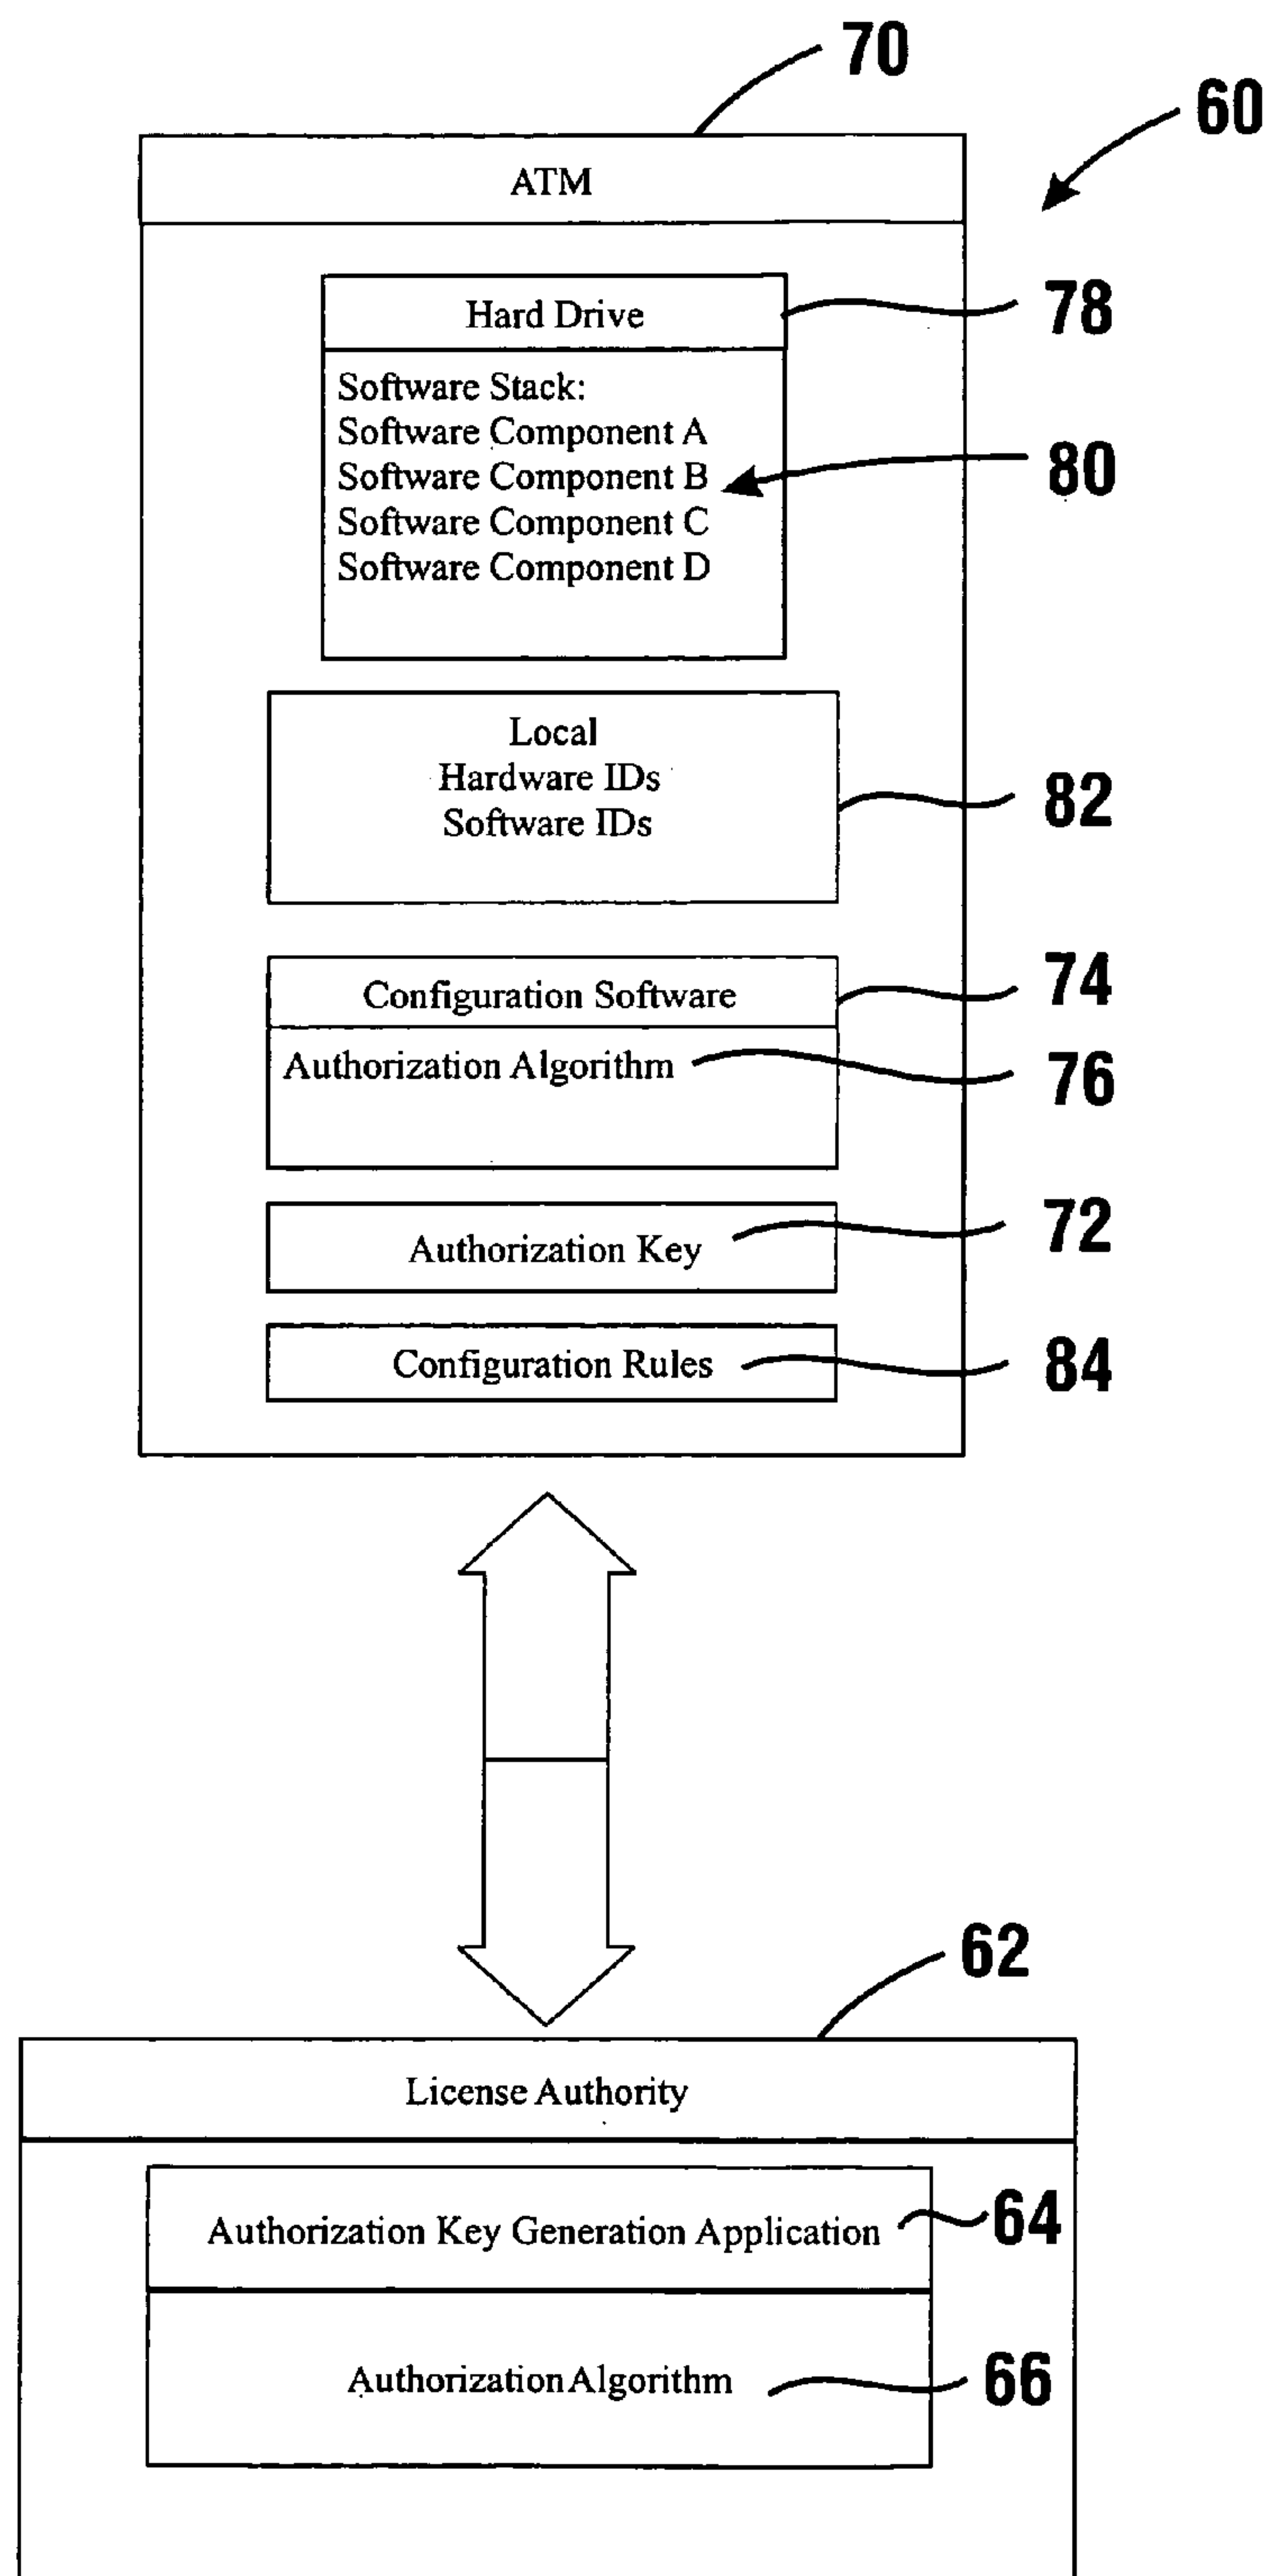 70
60
ATM
Hard Drive
78
Software Stack:
Software Component A
Software Component B
80
Software Component C
Software Component D
Local
Hardware IDs
Software IDs
82
Configuration Software
74
Authorization Algorithm
76
Authorization Key
72
Configuration Rules
84
62
License Authority
Authorization Key Generation Application
64
Authorization Algorithm
66